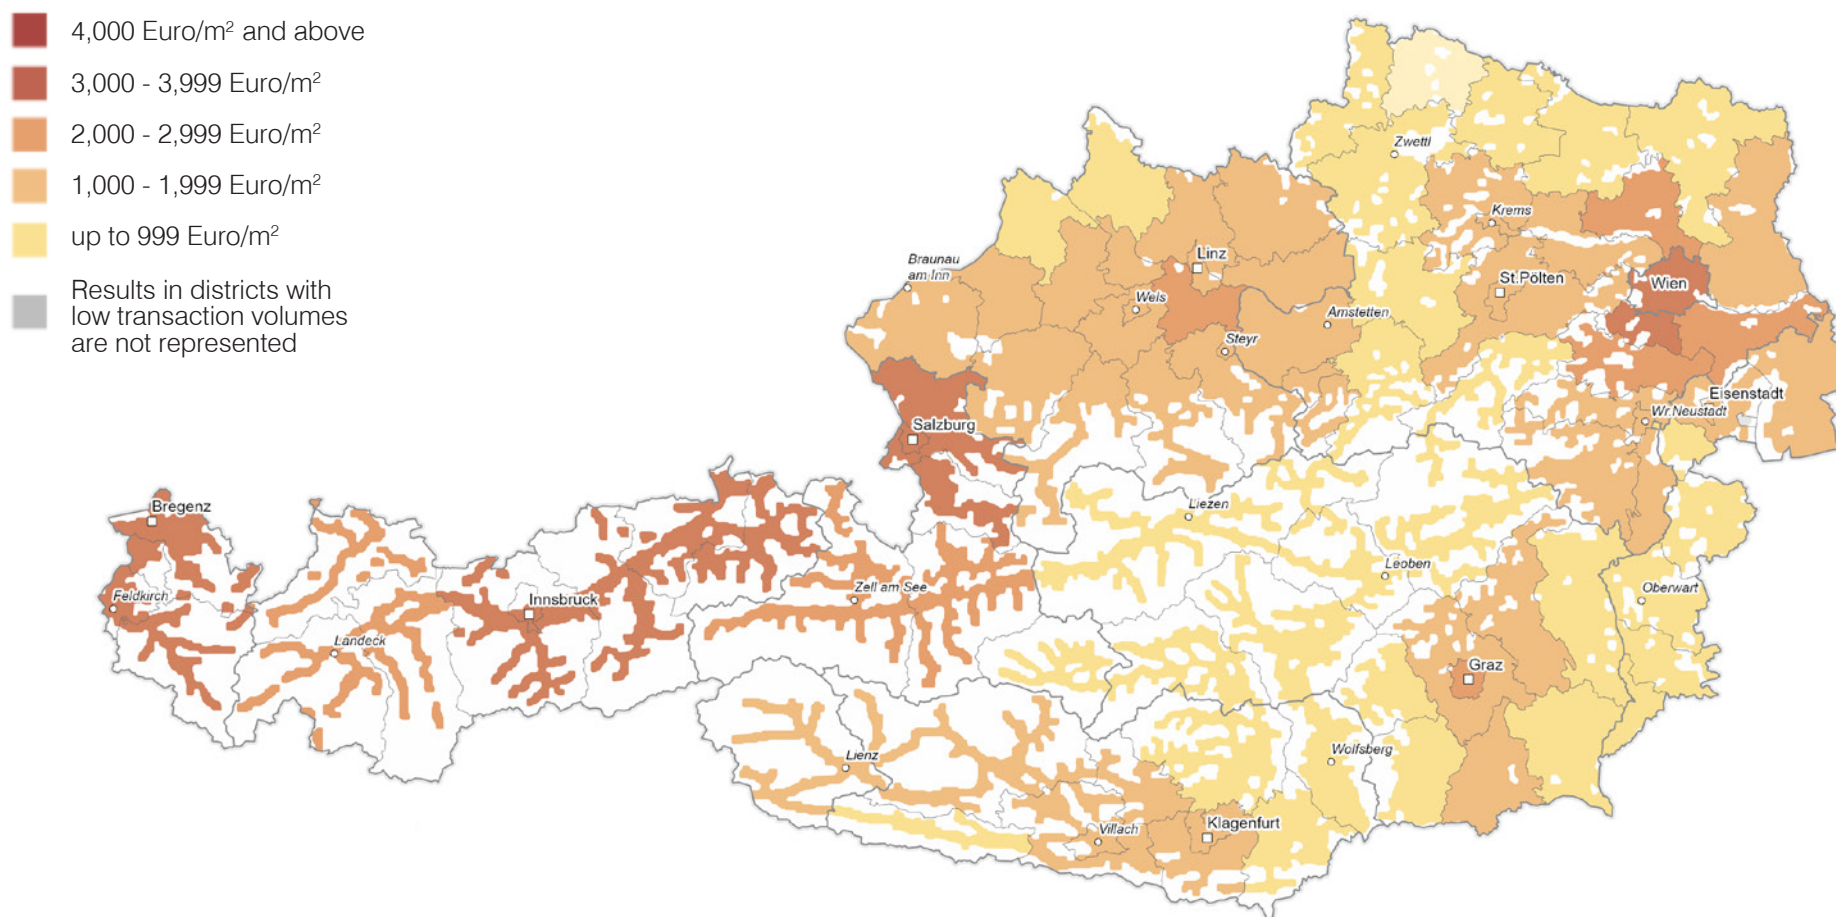 4,000 Euro/m² and above
3,000 - 3,999 Euro/m²
2,000 - 2,999 Euro/m²
1,000 - 1,999 Euro/m²
up to 999 Euro/m²
Results in districts with
low transaction volumes
are not represented
Zwettl
Krems
Linz
Braunau
am Inn
St.Pölten
Wien
Wels
Amstetten
Steyr
Eisenstadt
Wr.Neustadt
Salzburg
Bregenz
Liezen
Leoben
Zell am See
Oberwart
Feldkirch
Innsbruck
Landeck
Graz
Lienz
Wolfsberg
Villach
Klagenfurt